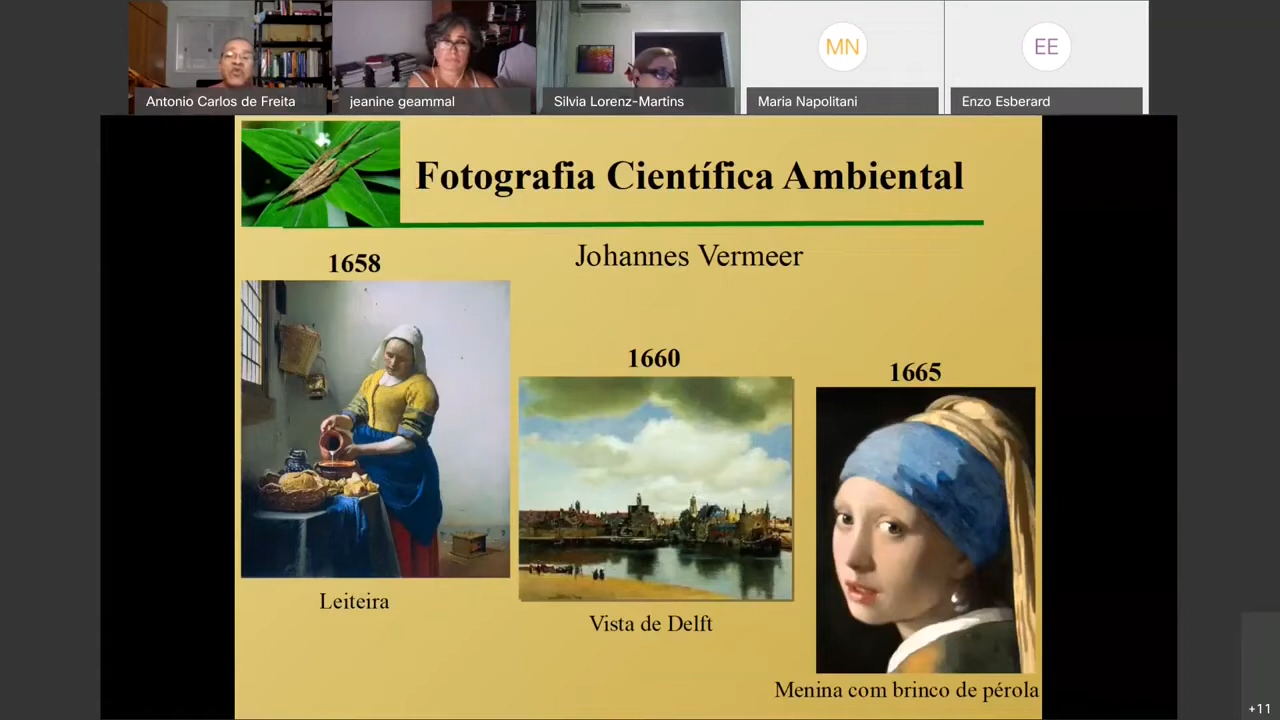 MN
EE
Antonio Carlos de Freita
jeanine geammal
Silvia Lorenz-Martins
Maria Napolitani
Enzo Esberard
Fotografia Científica Ambiental
Johannes Vermeer
1658
1660
1665
Leiteira
Vista de Delft
Menina com brinco de pérola
+11